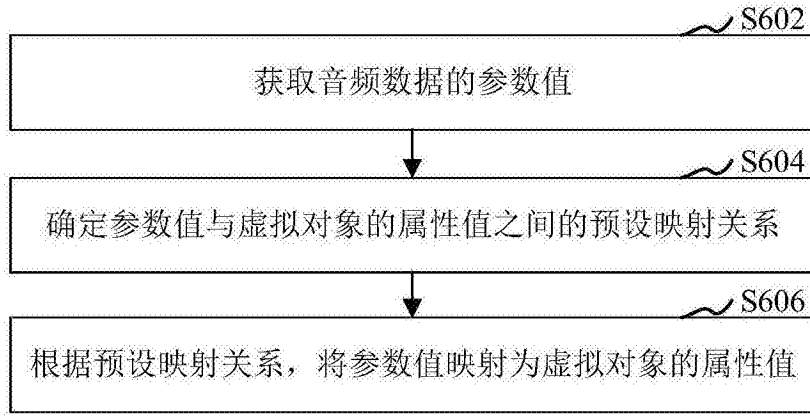 S602
获取音频数据的参数值
S604
确定参数值与虚拟对象的属性值之间的预设映射关系
S606
根据预设映射关系，将参数值映射为虚拟对象的属性值